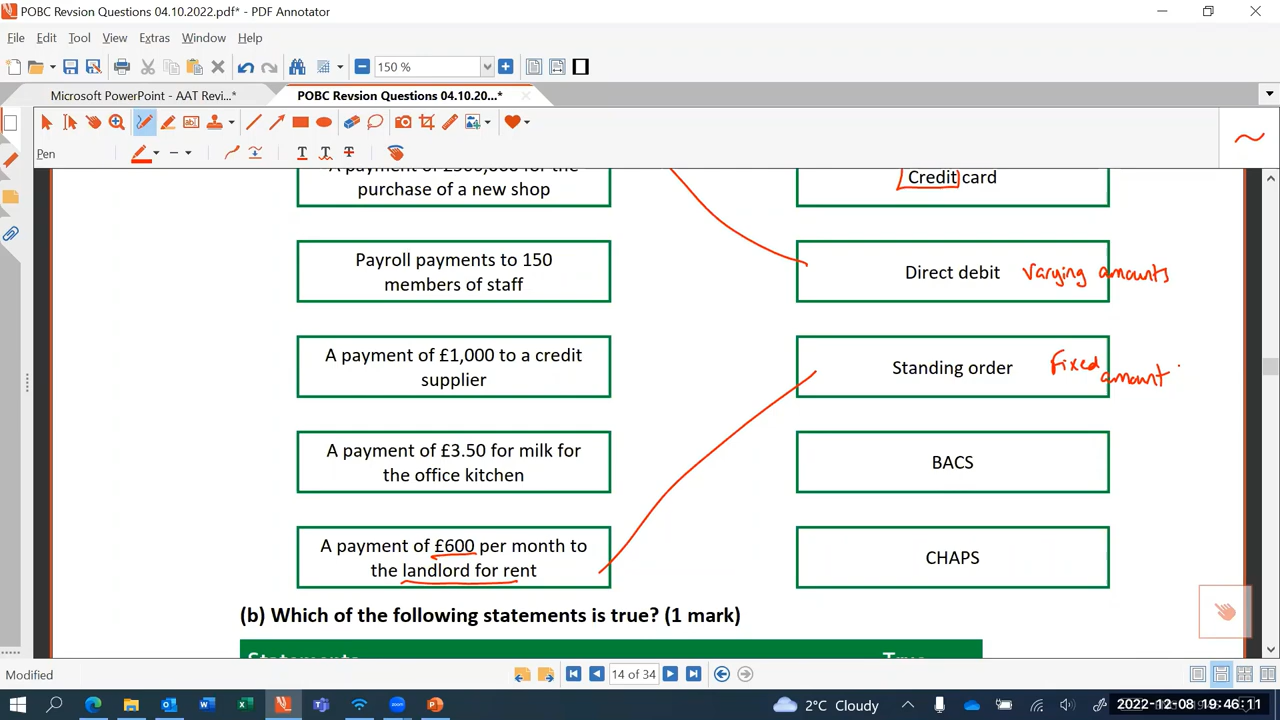 POBC Revsion Questions 04.10.2022.pdf* - PDF Annotator
File Edit Tool View Extras Window Help
150 %
Microsoft PowerPoint - AAT Revi...*
POBC Revsion Questions 04.10.20...*
Pen
purchase of a new shop
Credit card
Payroll payments to 150
members of staff
Direct debit
Varying amounts
A payment of £1,000 to a credit
supplier
Standing order
Fixed
amount
A payment of £3.50 for milk for
the office kitchen
BACS
A payment of £600 per month to
the landlord for rent
CHAPS
(b) Which of the following statements is true? (1 mark)
Statements
True
Modified
14 of 34
2°C Cloudy
2022-12-08 19:46:11